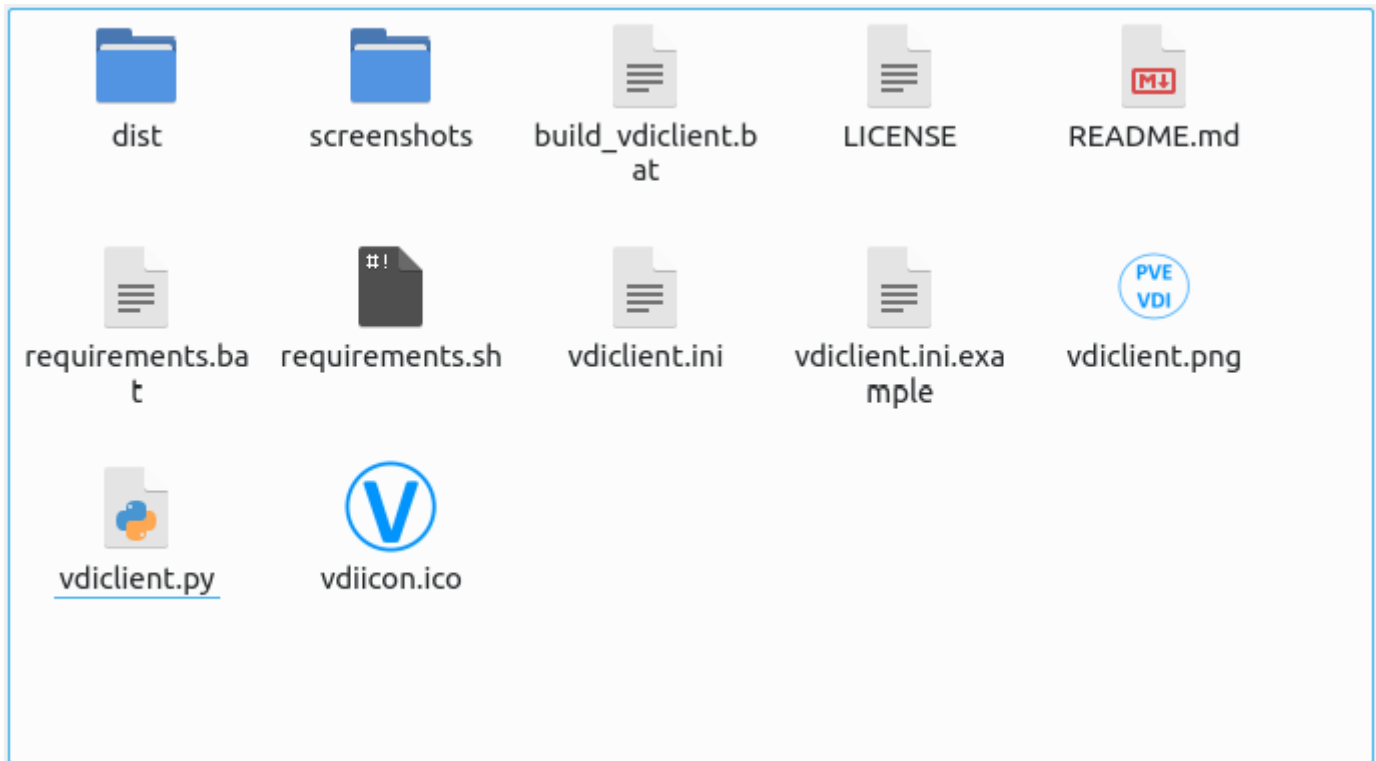 dist
screenshots
build_vdiclient.b
at
LICENSE
M↓
README.md
requirements.ba
t
#!
requirements.sh
vdiclient.ini
vdiclient.ini.exa
mple
PVE
VDI
vdiclient.png
vdiclient.py
V
vdiicon.ico